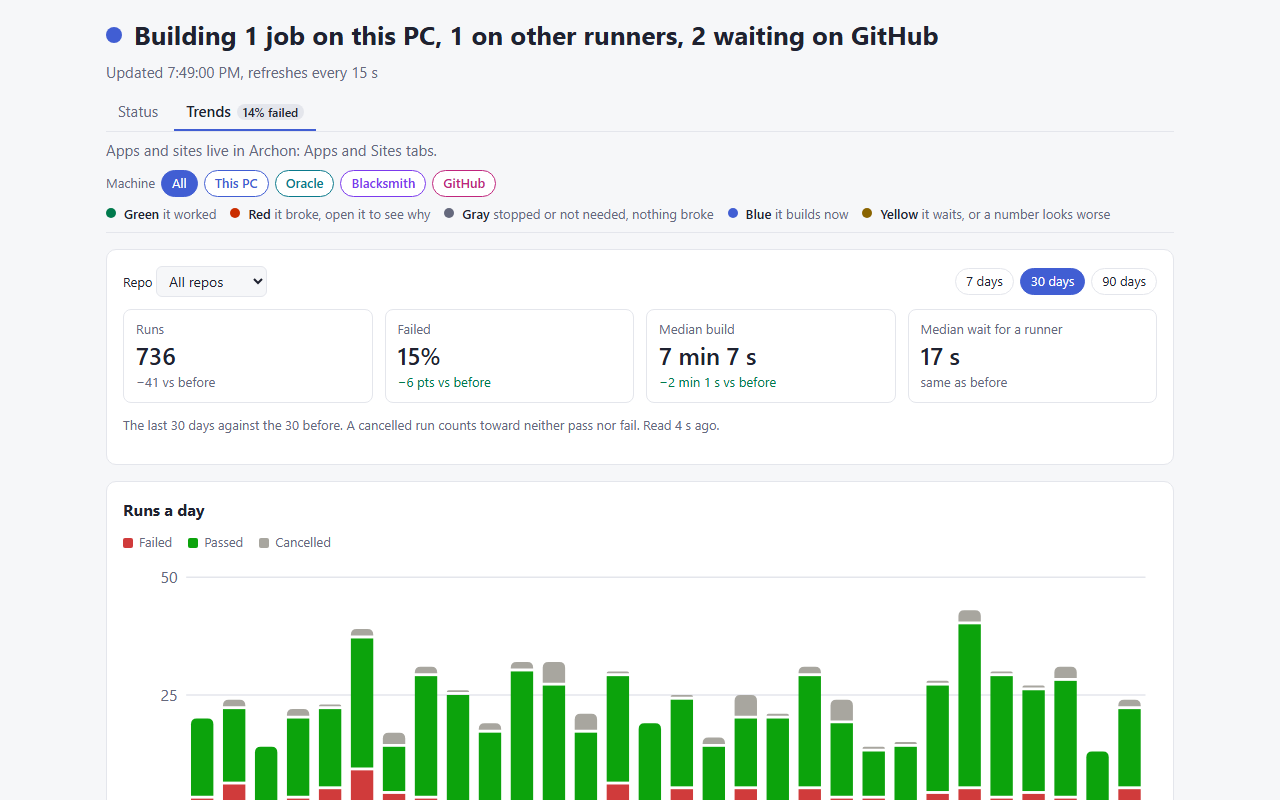 Building 1 job on this PC, 1 on other runners, 2 waiting on GitHub
Updated 7:49:00 PM, refreshes every 15 s
Status Trends 14% failed
Apps and sites live in Archon: Apps and Sites tabs.
Machine All This PC Oracle Blacksmith GitHub
Green it worked Red it broke, open it to see why Gray stopped or not needed, nothing broke Blue it builds now Yellow it waits, or a number looks worse
Repo All repos 7 days 30 days 90 days
Runs Failed Median build Median wait for a runner
736 15% 7 min 7 s 17 s
−41 vs before −6 pts vs before −2 min 1 s vs before same as before
The last 30 days against the 30 before. A cancelled run counts toward neither pass nor fail. Read 4 s ago.
Runs a day
Failed Passed Cancelled
50
25